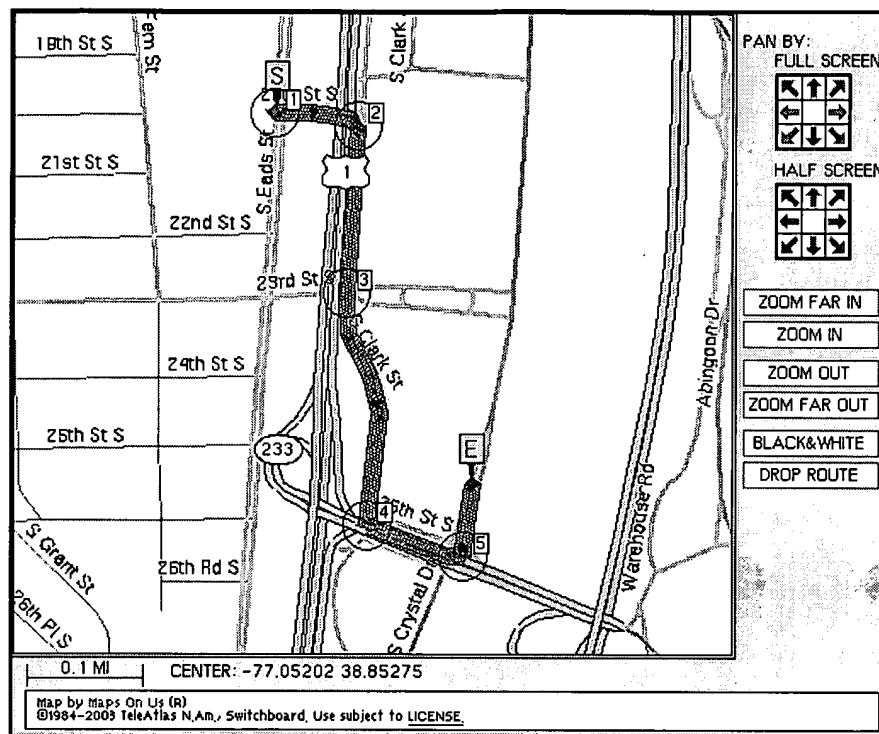 18th St S
Fern St
S Clark
PAN BY:
FULL SCREEN
S
1
St S
2
21st St S
S Eads St
1
HALF SCREEN
22nd St S
23rd St S
3
ZOOM FAR IN
ZOOM IN
S Clark St
24th St S
Abingdon Dr
ZOOM OUT
ZOOM FAR OUT
25th St S
233
E
BLACK&WHITE
DROP ROUTE
Warehouse Rd
4
26th St S
5
S Grant St
26th Rd S
S Crystal Dr
26th Pl S
0.1 MI
CENTER: -77.05202 38.85275
Map by Maps On Us (R)
©1984-2003 TeleAtlas N.Am., Switchboard. Use subject to LICENSE.